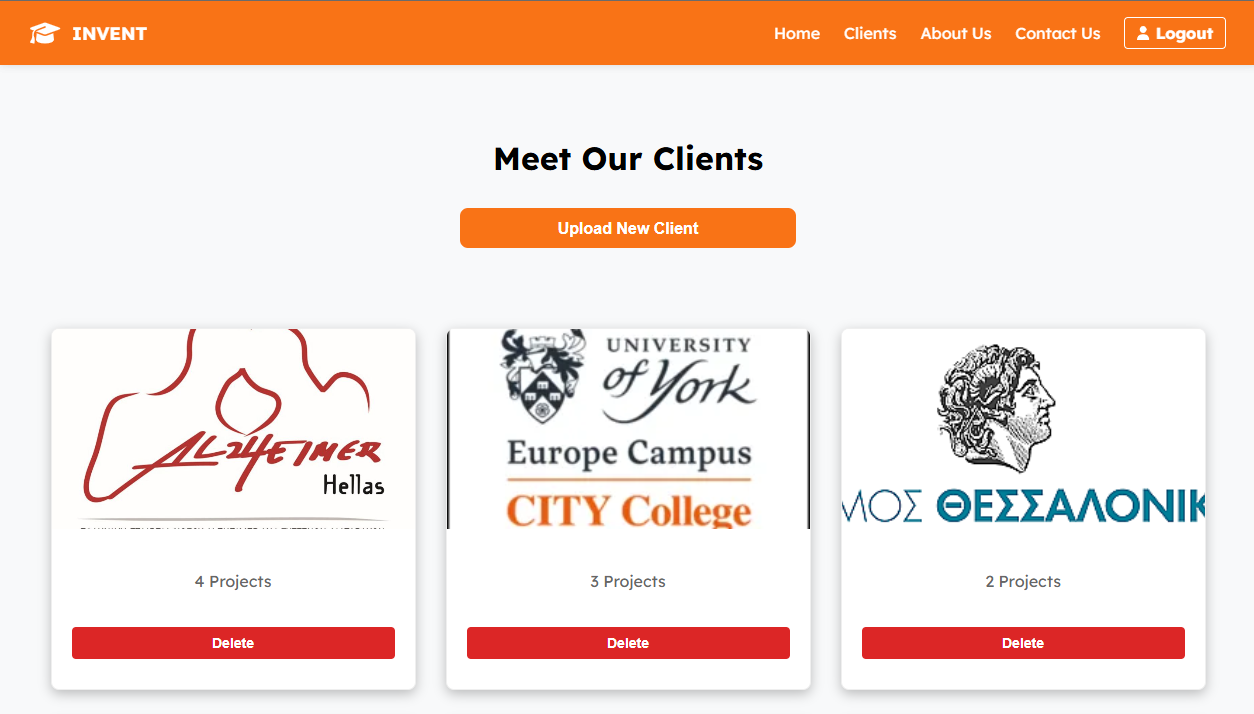 INVENT
Home
Clients
About Us
Contact Us
Logout
Meet Our Clients
Upload New Client
ALZHEIMER
Hellas
4 Projects
Delete
UNIVERSITY
of York
Europe Campus
CITY College
3 Projects
Delete
ΜΟΣ ΘΕΣΣΑΛΟΝΙΚ
2 Projects
Delete